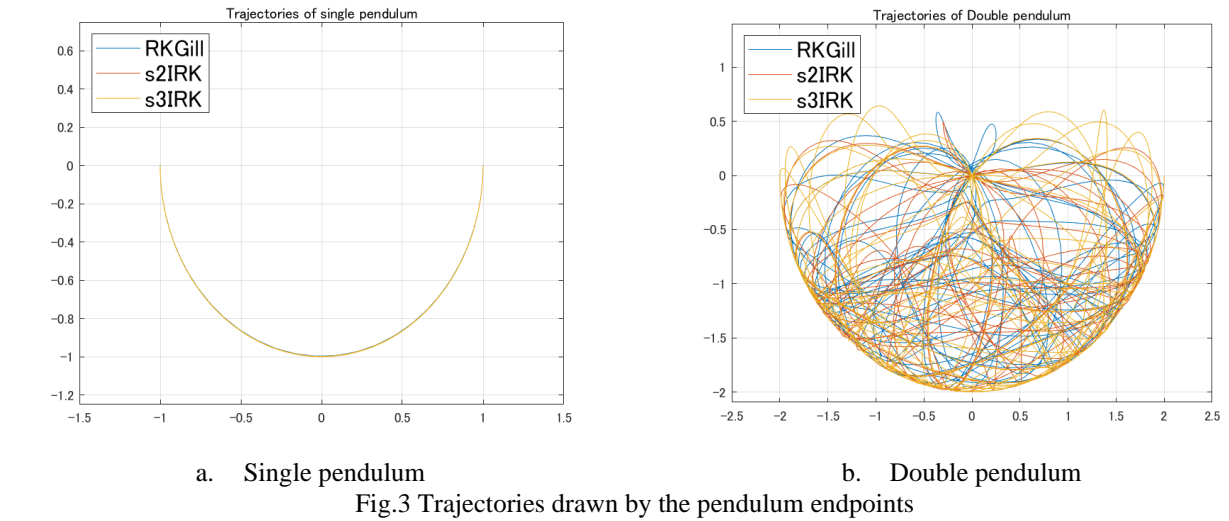 Trajectories of single pendulum
RKGill
s2IRK
s3IRK
0.6
0.4
0.2
0
-0.2
-0.4
-0.6
-0.8
-1
-1.2
-1.5 -1 -0.5 0 0.5 1 1.5
Trajectories of Double pendulum
RKGill
s2IRK
s3IRK
1
0.5
0
-0.5
-1
-1.5
-2
-2.5 -2 -1.5 -1 -0.5 0 0.5 1 1.5 2 2.5
a. Single pendulum
b. Double pendulum
Fig.3 Trajectories drawn by the pendulum endpoints